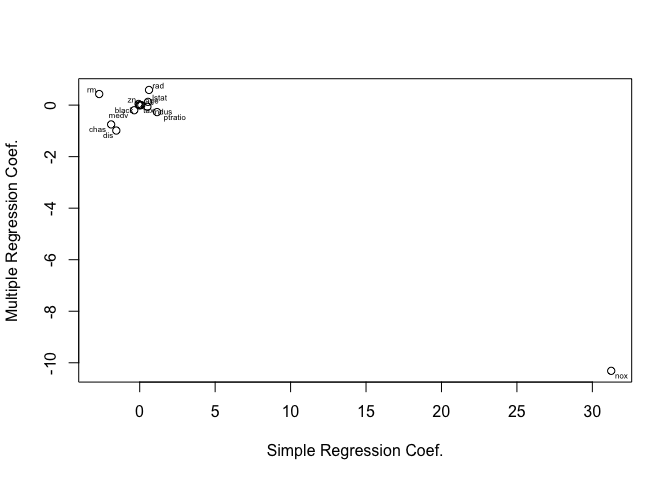 rm
rad
zn
lstat
black
medv
ptratio
chas
dis
nox
0
-2
-4
-6
-8
-10
0
5
10
15
20
25
30
Multiple Regression Coef.
Simple Regression Coef.